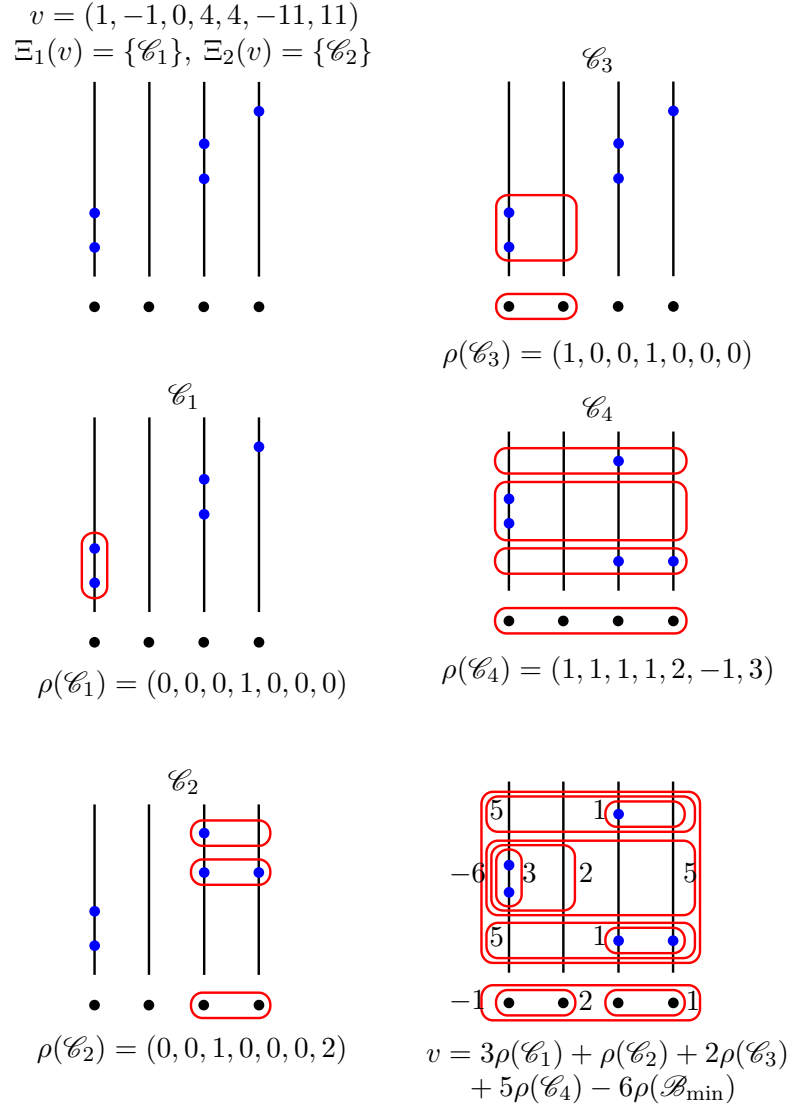 v = (1, −1, 0, 4, 4, −11, 11)
Ξ₁(v) = {𝒞₁}, Ξ₂(v) = {𝒞₂}
𝒞₃
ρ(𝒞₃) = (1, 0, 0, 1, 0, 0, 0)
𝒞₁
ρ(𝒞₁) = (0, 0, 0, 1, 0, 0, 0)
𝒞₄
ρ(𝒞₄) = (1, 1, 1, 1, 2, −1, 3)
𝒞₂
ρ(𝒞₂) = (0, 0, 1, 0, 0, 0, 2)
5 1
−6 3 2 5
5 1
−1 2 1
v = 3ρ(𝒞₁) + ρ(𝒞₂) + 2ρ(𝒞₃)
+ 5ρ(𝒞₄) − 6ρ(ℬmin)